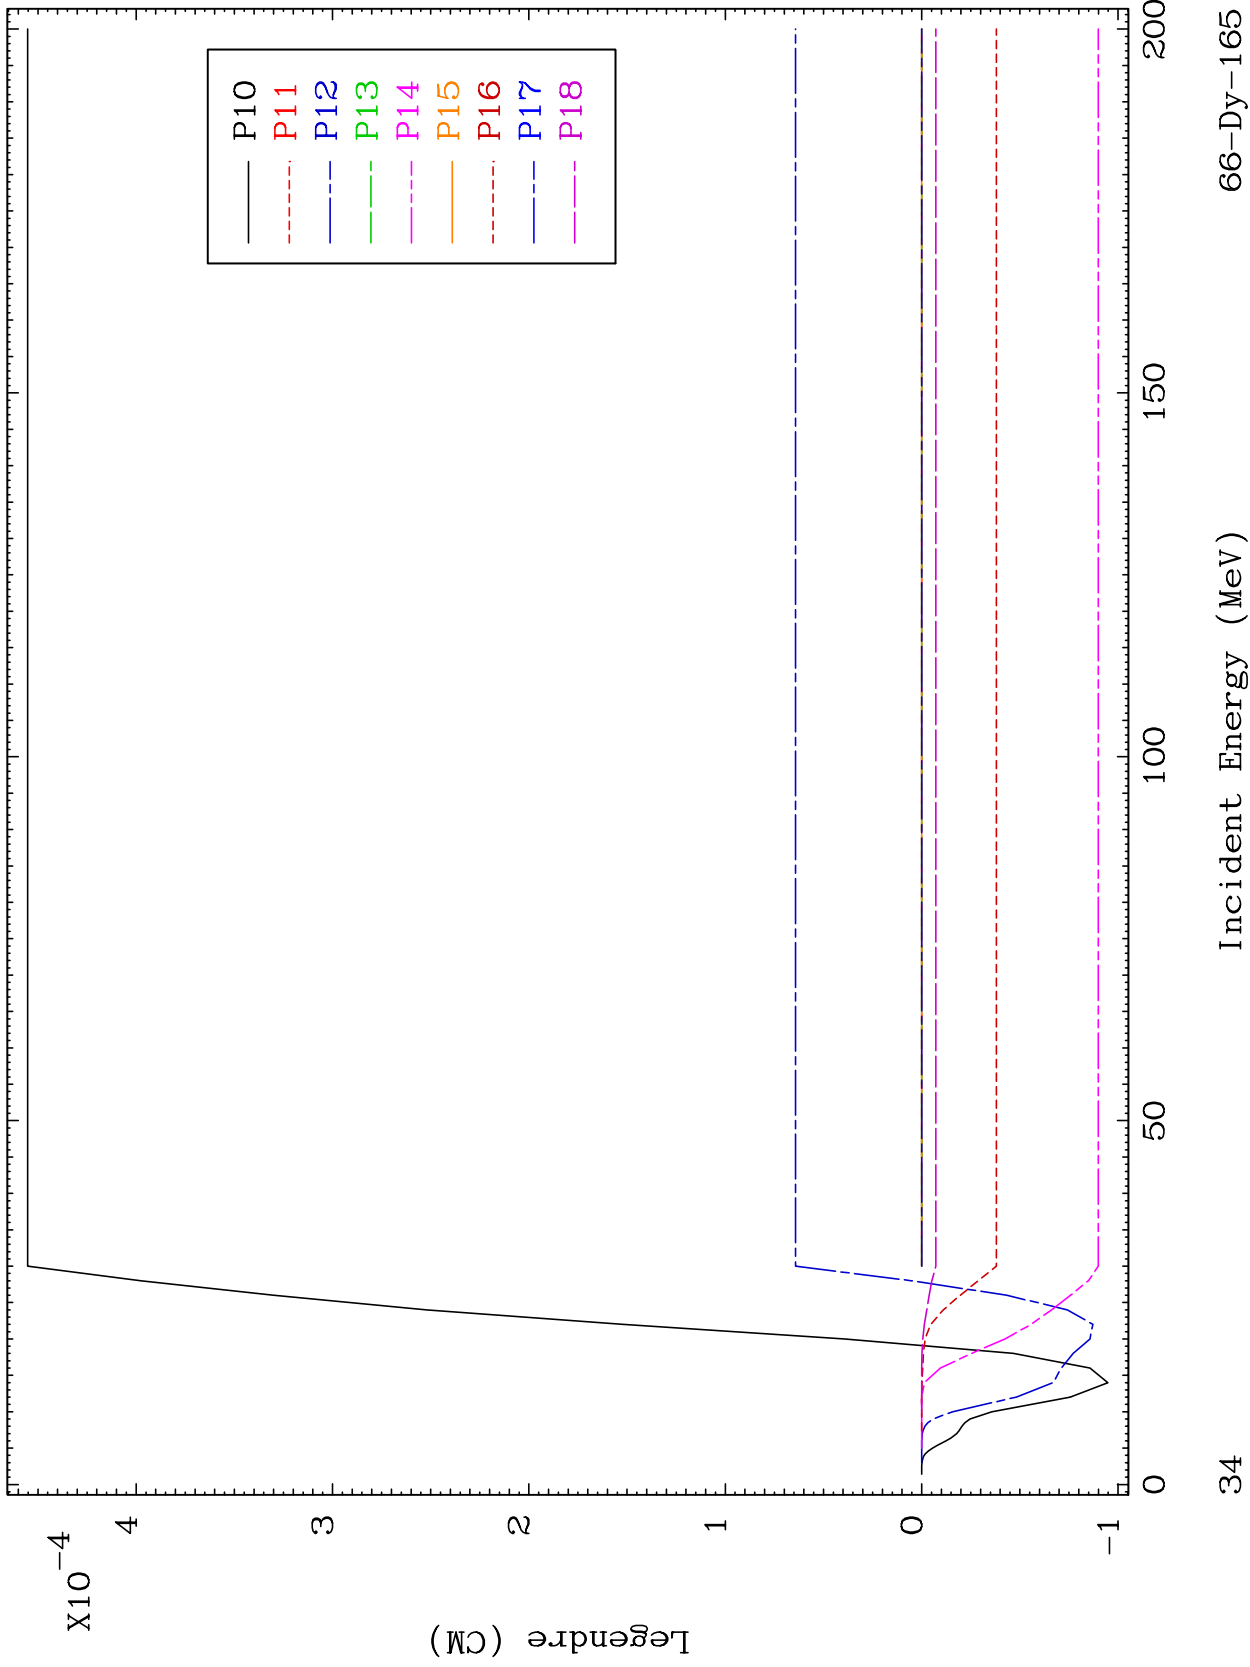 X10-4
Legendre (CM)
4
3
2
1
0
-1
P10
P11
P12
P13
P14
P15
P16
P17
P18
0
50
100
150
200
Incident Energy (MeV)
34
66-Dy-165